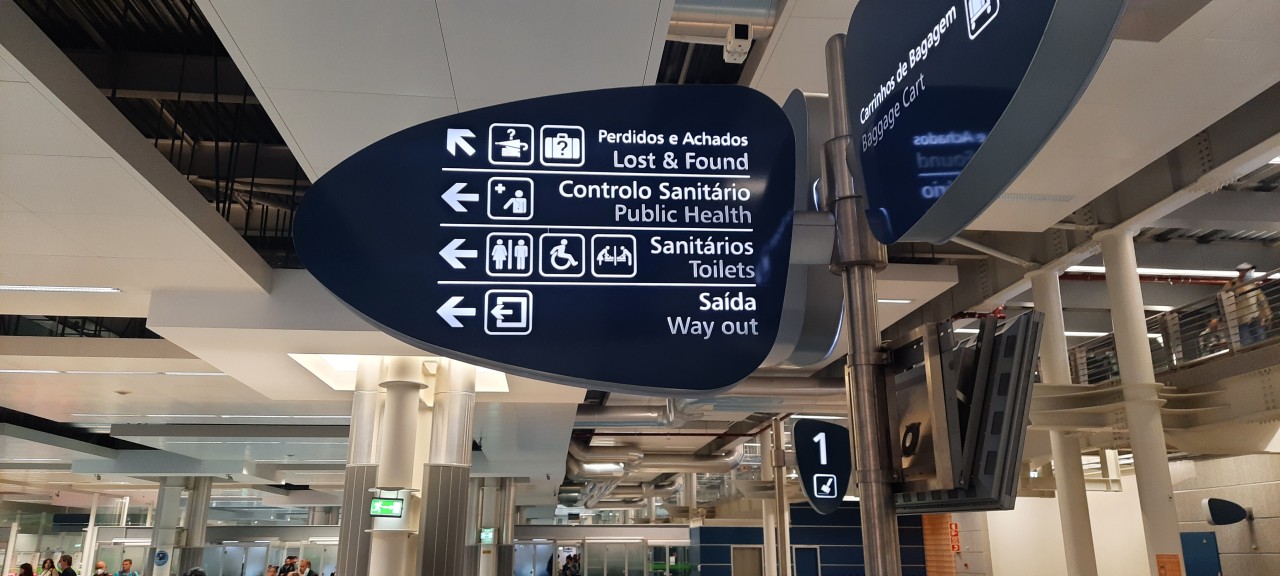 Perdidos e Achados
Lost & Found
Controlo Sanitário
Public Health
Sanitários
Toilets
Saída
Way out
Carrinhos de Bagagem
Baggage Cart
1